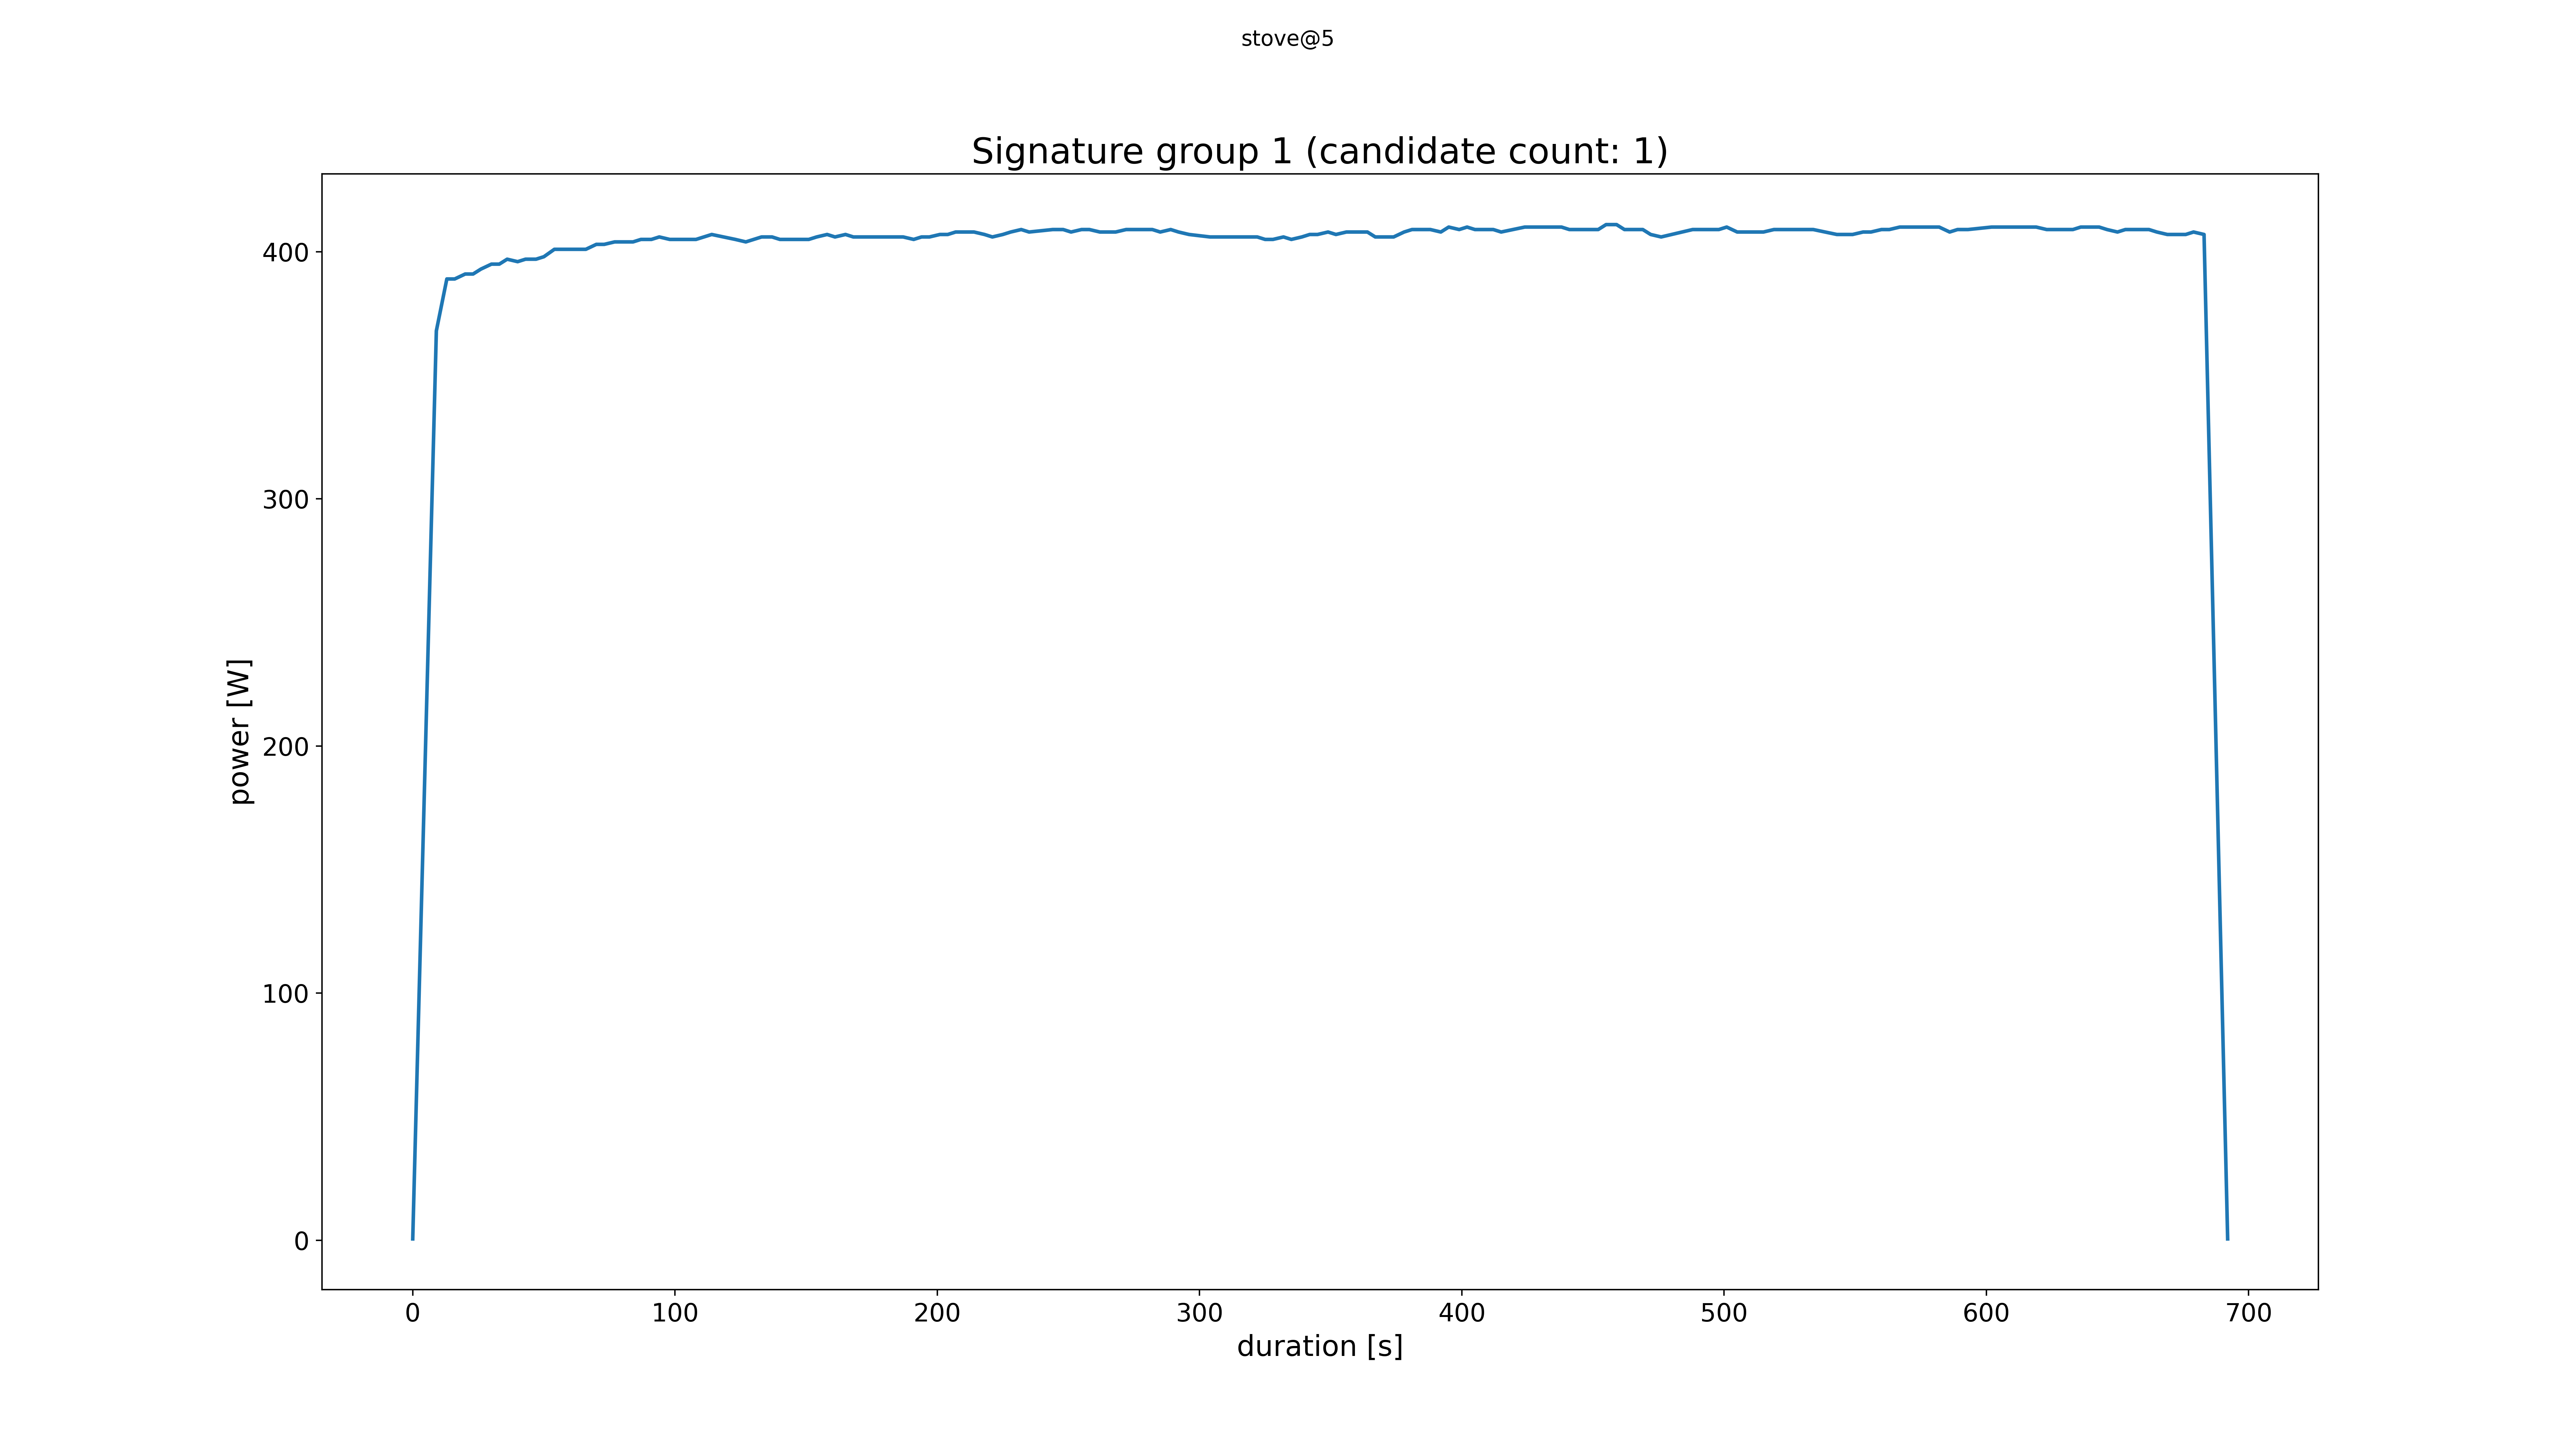 stove@5
Signature group 1 (candidate count: 1)
400
300
200
100
0
power [W]
0 100 200 300 400 500 600 700
duration [s]